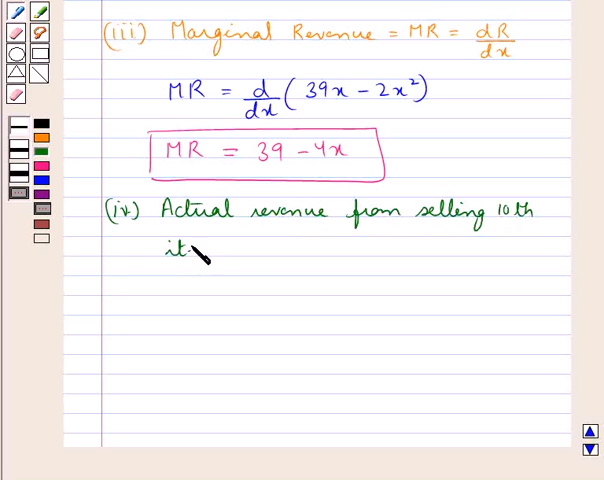 (iii) Marginal Revenue = MR = dR/dx
MR = d/dx (39x - 2x²)
MR = 39 - 4x
(iv) Actual revenue from selling 10th
it